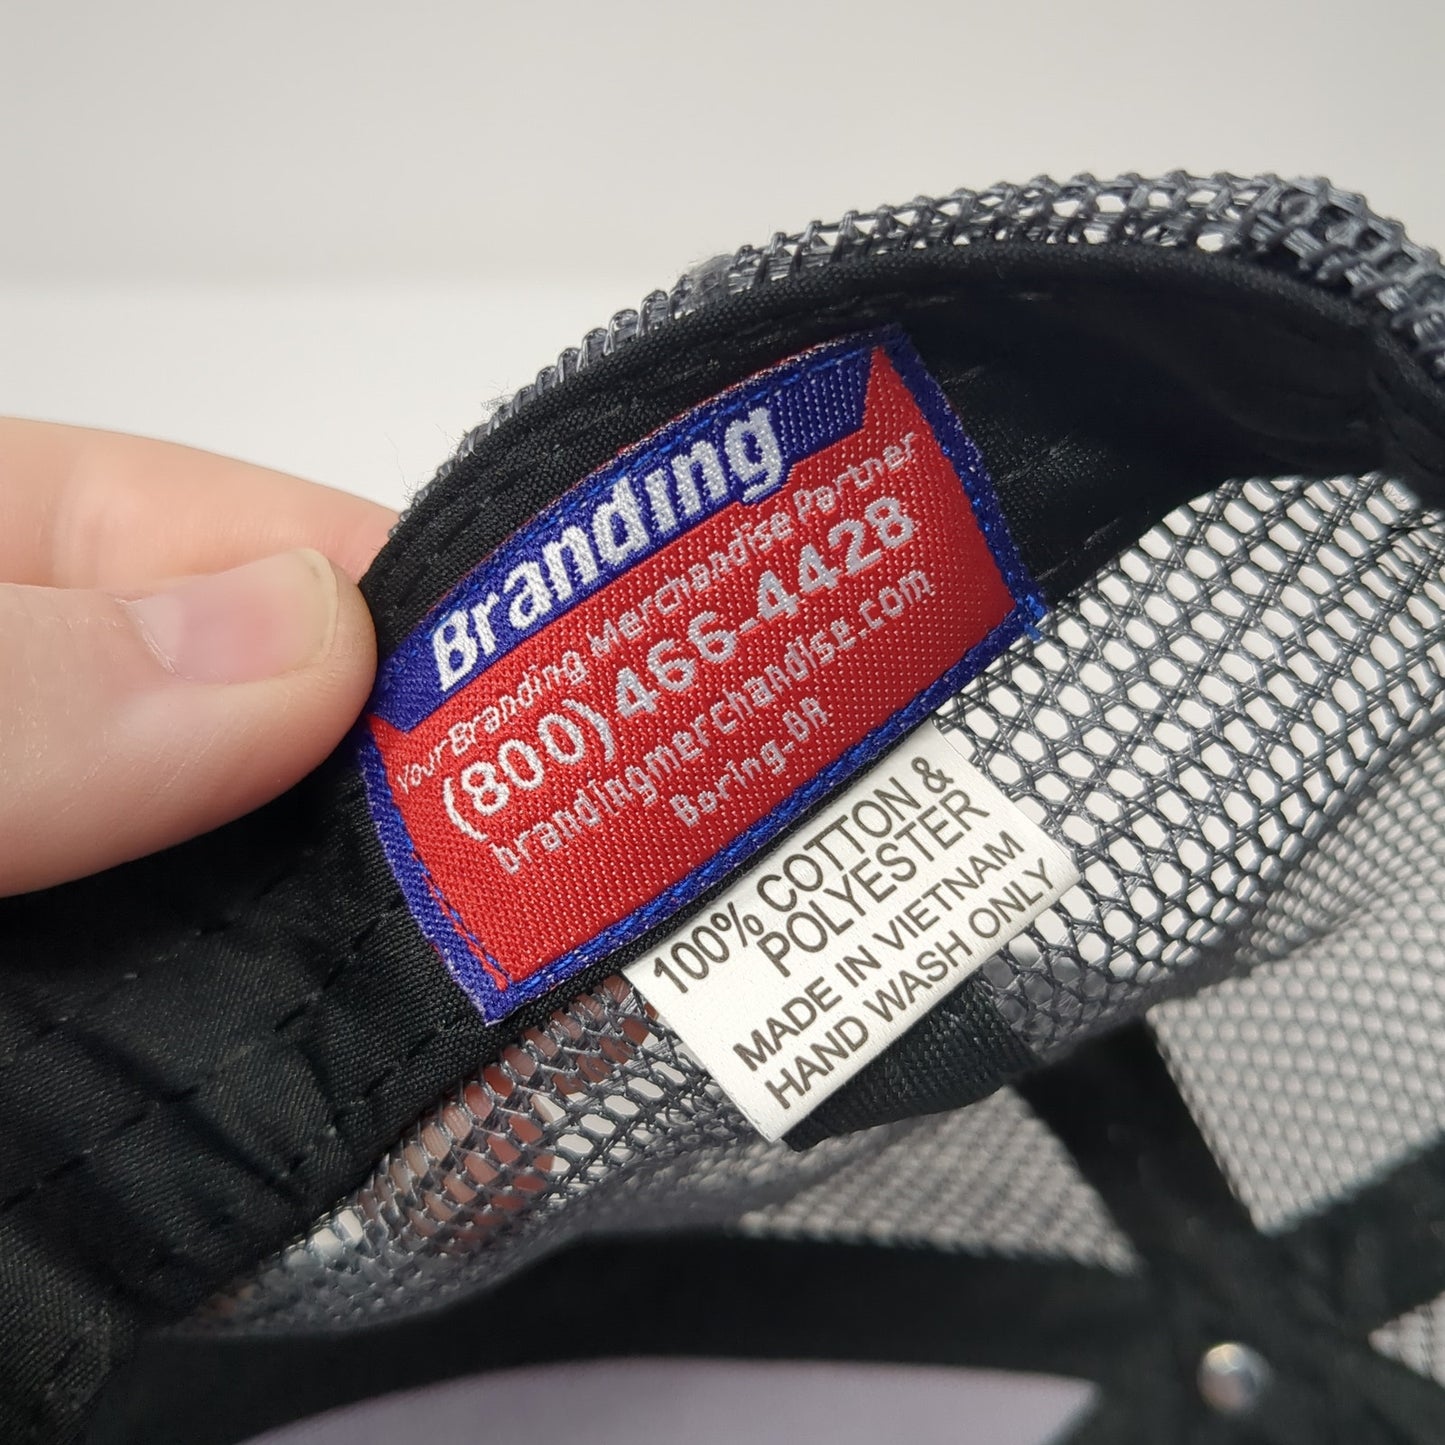 Branding
Your Branding Merchandise Partner
(800) 466-4428
brandingmerchandise.com
Boring, OR
100% COTTON &
POLYESTER
MADE IN VIETNAM
HAND WASH ONLY